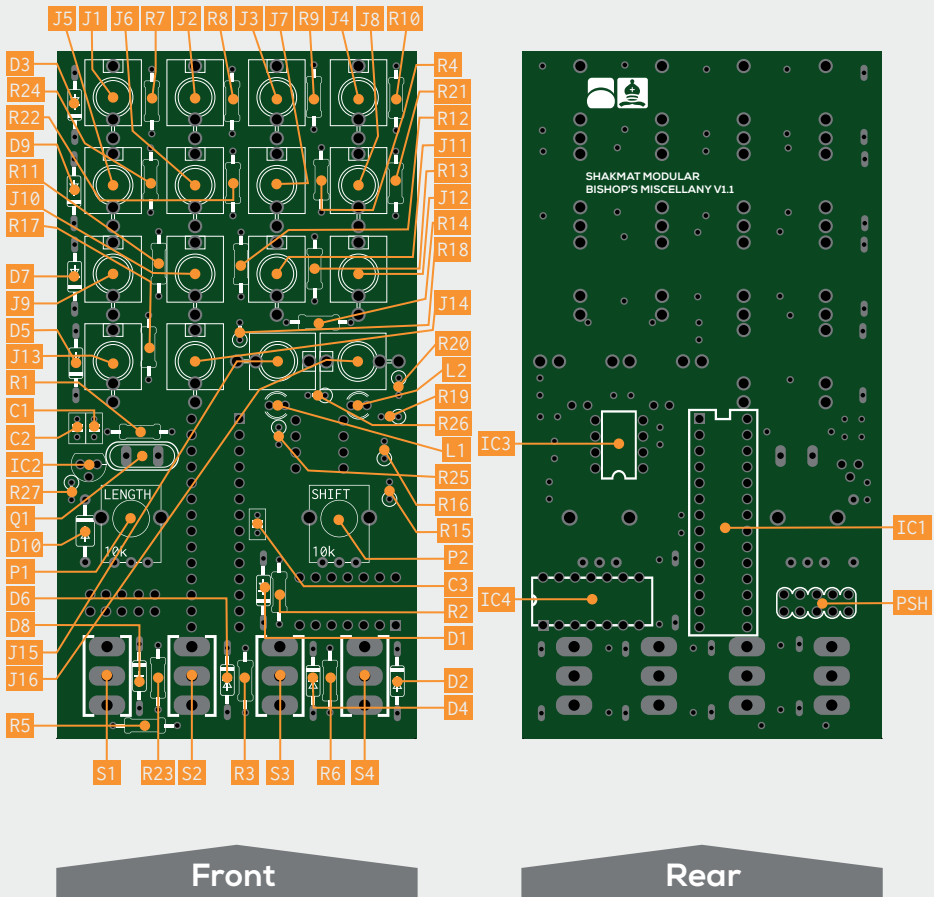 J5 J1 J6 R7 J2 R8 J3 J7 R9 J4 J8 R10
D3
R24
R22
D9
R11
J10
R17
D7
J9
D5
J13
R1
C1
C2
IC2
R27
Q1
D10
P1
D6
D8
J15
J16
R5
R4
R21
R12
J11
R13
J12
R14
R18
J14
R20
L2
R19
R26
L1
R25
R16
R15
P2
C3
R2
D1
D2
D4
LENGTH
10k
SHIFT
10k
S1 R23 S2 R3 S3 R6 S4
SHAKMAT MODULAR
BISHOP'S MISCELLANY V1.1
IC3
IC1
IC4
PSH
Front
Rear